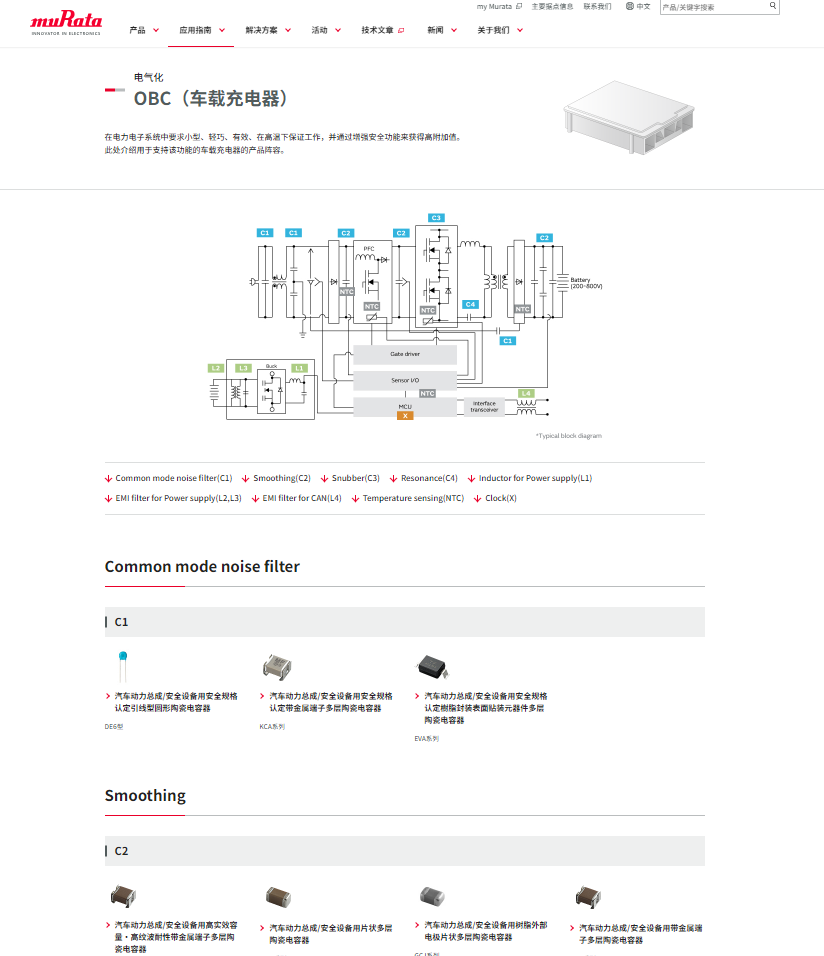 my Murata 主要据点信息 联系我们 中文 产品/关键字搜索
muRata
INNOVATOR IN ELECTRONICS
产品 应用指南 解决方案 活动 技术文章 新闻 关于我们
电气化
OBC（车载充电器）
在电力电子系统中要求小型、轻巧、有效、在高温下保证工作，并通过增强安全功能来获得高附加值。
此处介绍用于支持该功能的车载充电器的产品阵容。
C3
C1 C1 C2 C2 C2
PFC
Battery
(200-800V)
NTC
NTC NTC C4 NTC
C1
Gate driver
L2 L3 Buck L1
Sensor I/O
NTC L4
MCU
X
Interface
transceiver
*Typical block diagram
Common mode noise filter(C1) Smoothing(C2) Snubber(C3) Resonance(C4) Inductor for Power supply(L1)
EMI filter for Power supply(L2,L3) EMI filter for CAN(L4) Temperature sensing(NTC) Clock(X)
Common mode noise filter
C1
汽车动力总成/安全设备用安全规格
认定引线型圆形陶瓷电容器
DE6型
汽车动力总成/安全设备用安全规格
认定带金属端子多层陶瓷电容器
KCA系列
汽车动力总成/安全设备用安全规格
认定树脂封装表面贴装元器件多层
陶瓷电容器
EVA系列
Smoothing
C2
汽车动力总成/安全设备用高实效容
量・高纹波耐性带金属端子多层陶
瓷电容器
汽车动力总成/安全设备用片状多层
陶瓷电容器
汽车动力总成/安全设备用树脂外部
电极片状多层陶瓷电容器
汽车动力总成/安全设备用带金属端
子多层陶瓷电容器